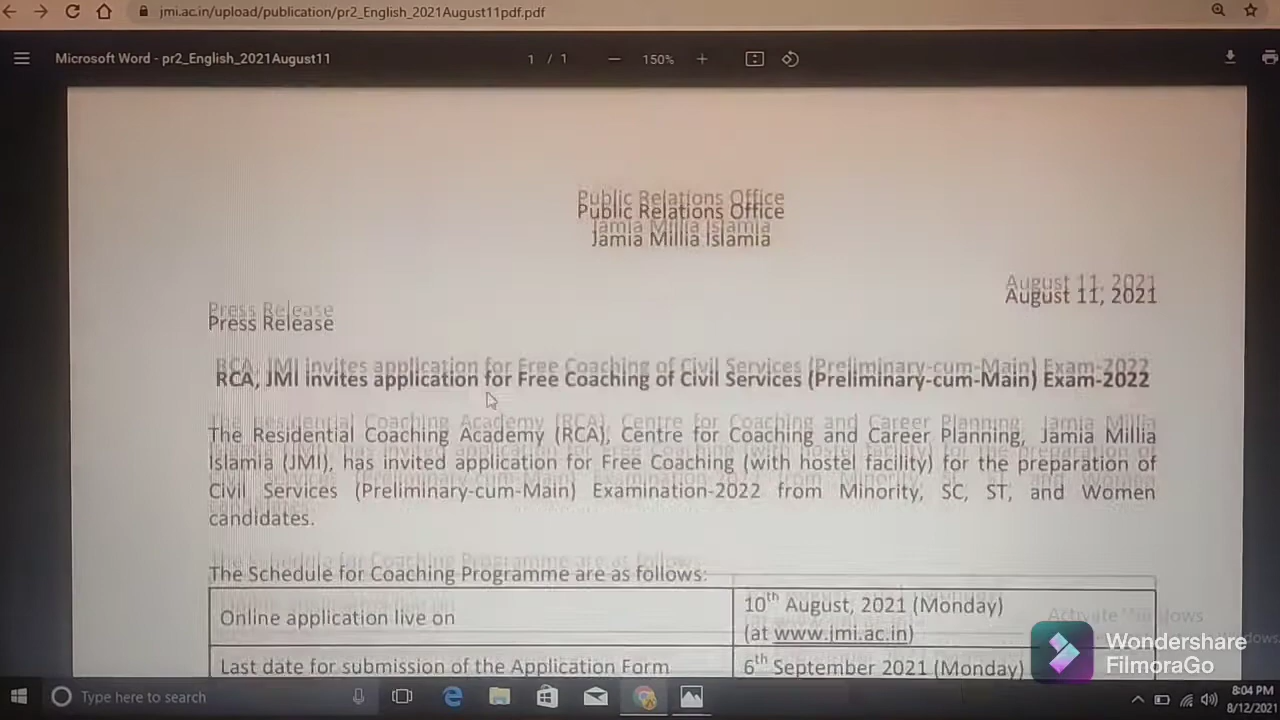 jmi.ac.in/upload/publication/pr2_English_2021August11pdf.pdf
Microsoft Word - pr2_English_2021August11
1 / 1
150%
Public Relations Office
Jamia Millia Islamia
August 11, 2021
Press Release
RCA, JMI invites application for Free Coaching of Civil Services (Preliminary-cum-Main) Exam-2022
The Residential Coaching Academy (RCA), Centre for Coaching and Career Planning, Jamia Millia
Islamia (JMI), has invited application for Free Coaching (with hostel facility) for the preparation of
Civil Services (Preliminary-cum-Main) Examination-2022 from Minority, SC, ST, and Women
candidates.
The Schedule for Coaching Programme are as follows:
Online application live on
10th August, 2021 (Monday)
(at www.jmi.ac.in)
Last date for submission of the Application Form
6th September 2021 (Monday)
Activate Windows
Wondershare
FilmoraGo
Type here to search
8:04 PM
8/12/2021